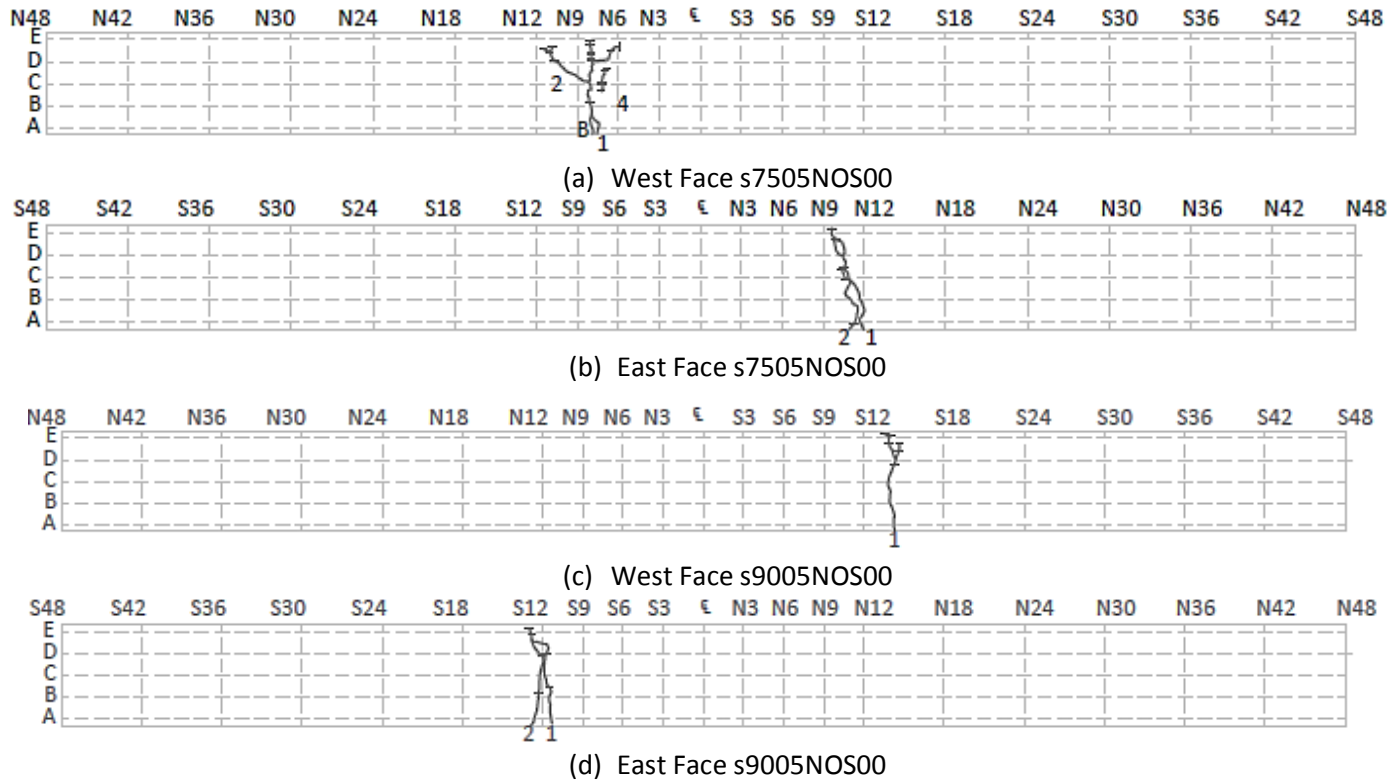 N48 N42 N36 N30 N24 N18 N12 N9 N6 N3 ℄ S3 S6 S9 S12 S18 S24 S30 S36 S42 S48
E
D
C
B
A
2
4
B
1
(a) West Face s7505NOS00
S48 S42 S36 S30 S24 S18 S12 S9 S6 S3 ℄ N3 N6 N9 N12 N18 N24 N30 N36 N42 N48
E
D
C
B
A
2 1
(b) East Face s7505NOS00
N48 N42 N36 N30 N24 N18 N12 N9 N6 N3 ℄ S3 S6 S9 S12 S18 S24 S30 S36 S42 S48
E
D
C
B
A
1
(c) West Face s9005NOS00
S48 S42 S36 S30 S24 S18 S12 S9 S6 S3 ℄ N3 N6 N9 N12 N18 N24 N30 N36 N42 N48
E
D
C
B
A
2 1
(d) East Face s9005NOS00